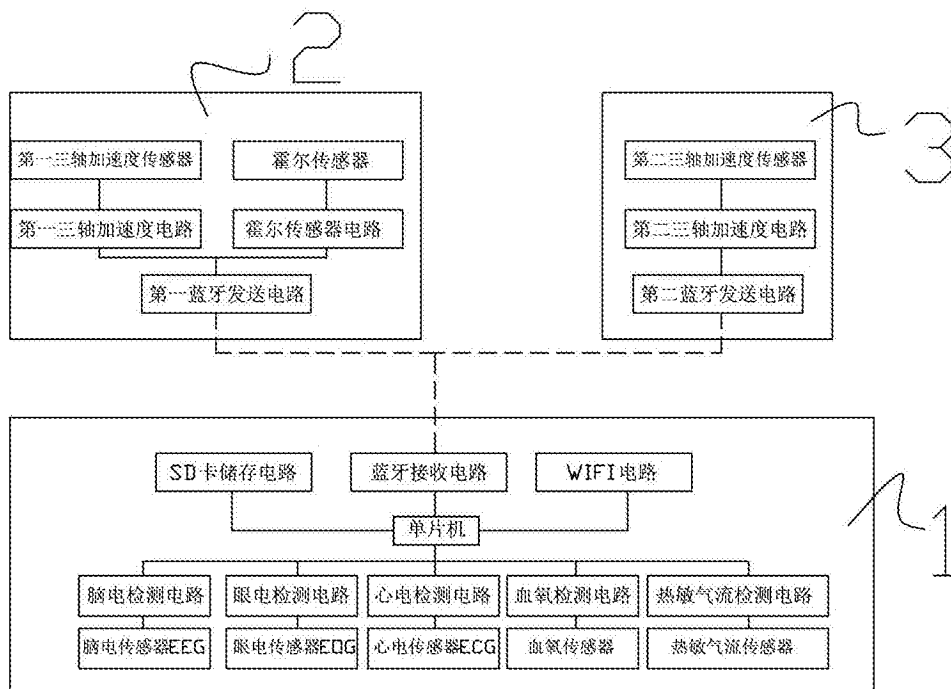 2
3
第一三轴加速度传感器 霍尔传感器 第二三轴加速度传感器
第一三轴加速度电路 霍尔传感器电路 第二三轴加速度电路
第一蓝牙发送电路 第二蓝牙发送电路
SD卡储存电路 蓝牙接收电路 WIFI电路
单片机
1
脑电检测电路 眼电检测电路 心电检测电路 血氧检测电路 热敏气流检测电路
脑电传感器EEG 眼电传感器EOG 心电传感器ECG 血氧传感器 热敏气流传感器